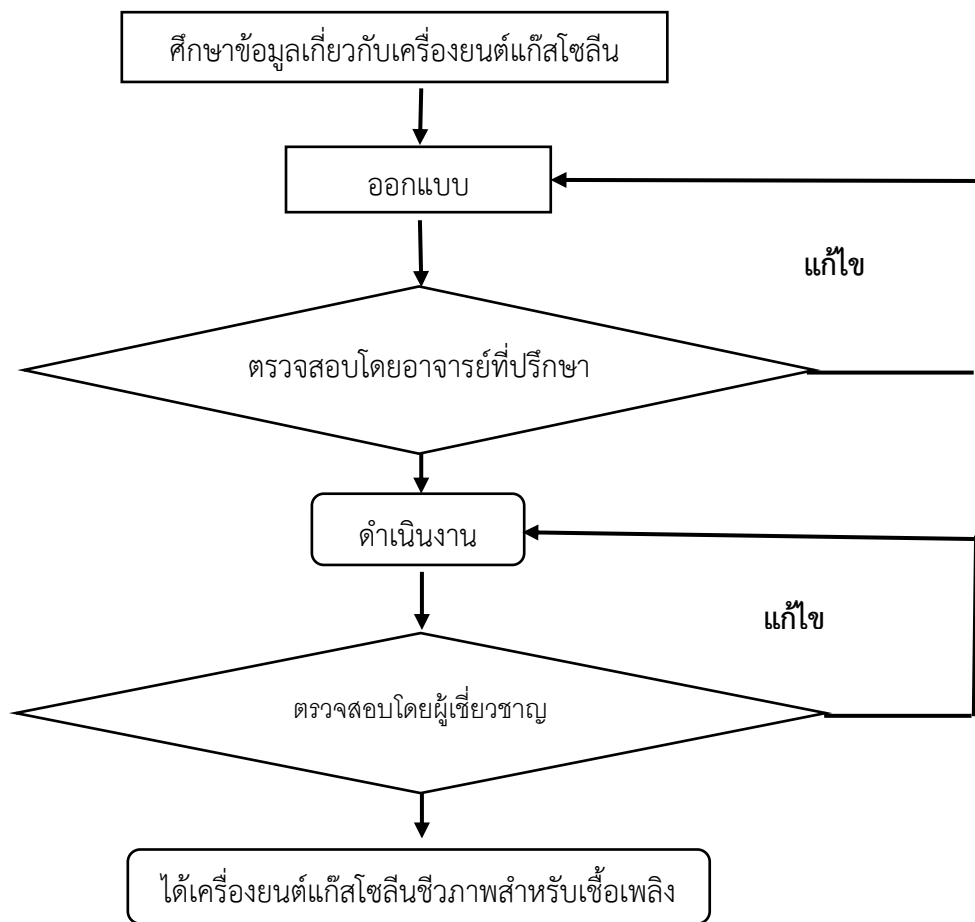 ศึกษาข้อมูลเกี่ยวกับเครื่องยนต์แก๊สโซลีน
ออกแบบ
แก้ไข
ตรวจสอบโดยอาจารย์ที่ปรึกษา
ดำเนินงาน
แก้ไข
ตรวจสอบโดยผู้เชี่ยวชาญ
ได้เครื่องยนต์แก๊สโซลีนชีวภาพสำหรับเชื้อเพลิง